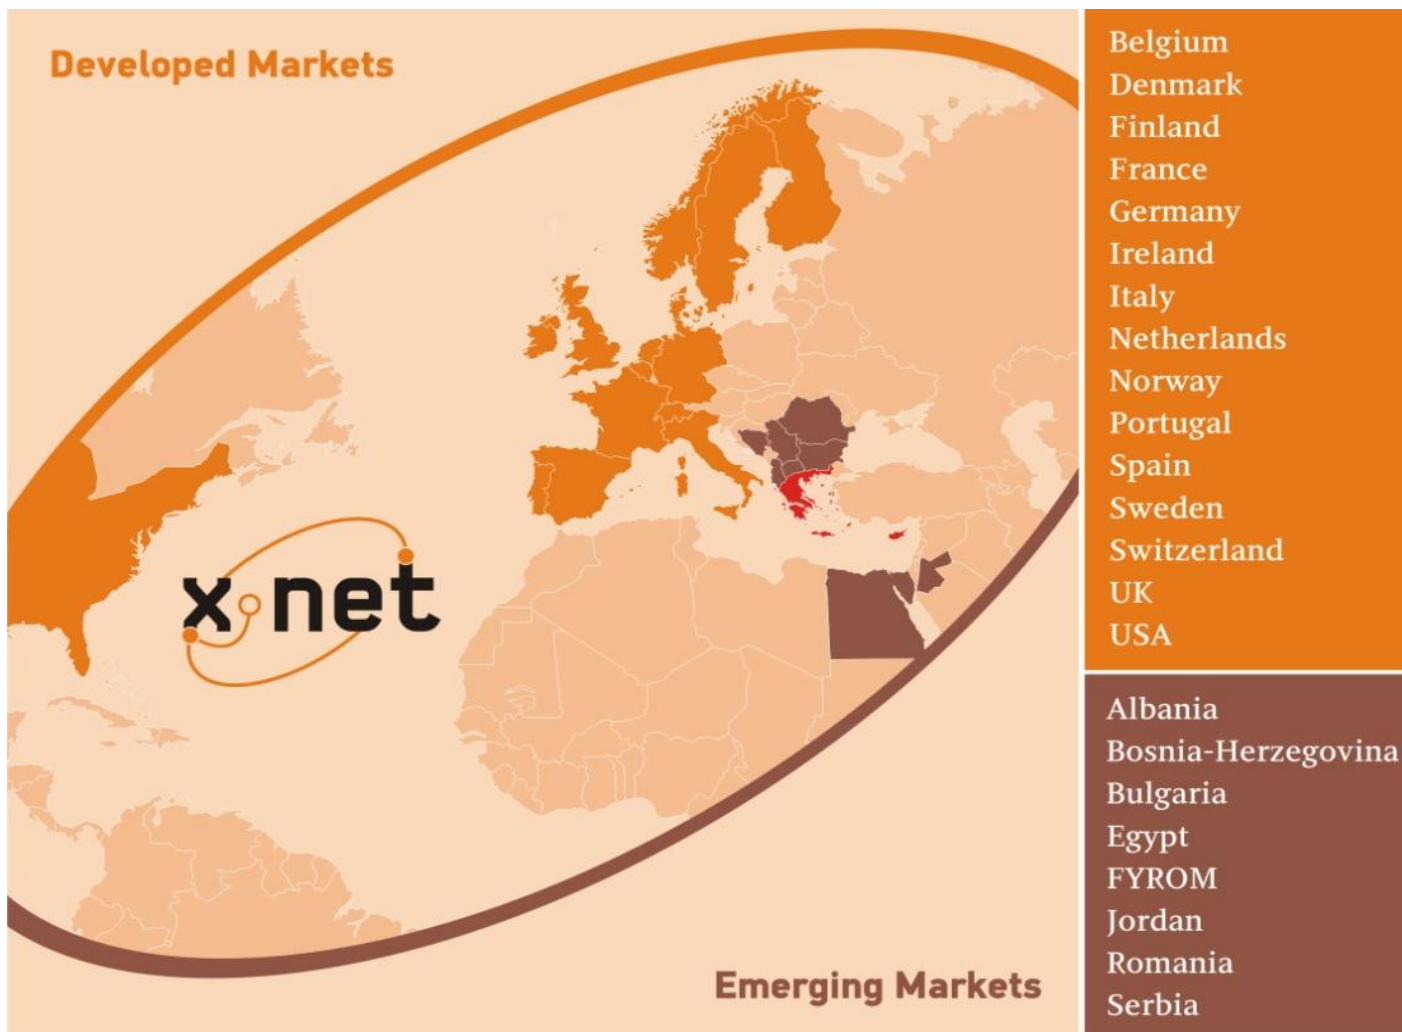 Developed Markets
x net
Emerging Markets
Belgium
Denmark
Finland
France
Germany
Ireland
Italy
Netherlands
Norway
Portugal
Spain
Sweden
Switzerland
UK
USA
Albania
Bosnia-Herzegovina
Bulgaria
Egypt
FYROM
Jordan
Romania
Serbia